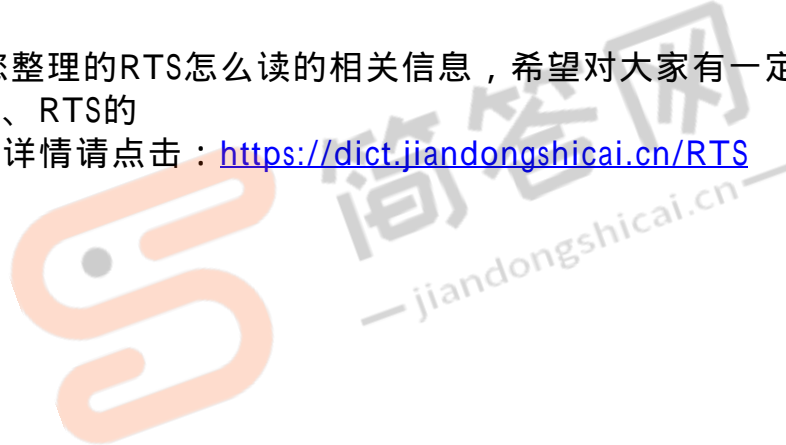 整理的RTS怎么读的相关信息，希望对大家有一定
、RTS的
详情请点击：https://dict.jiandongshicai.cn/RTS
简答网
jiandongshicai.cn